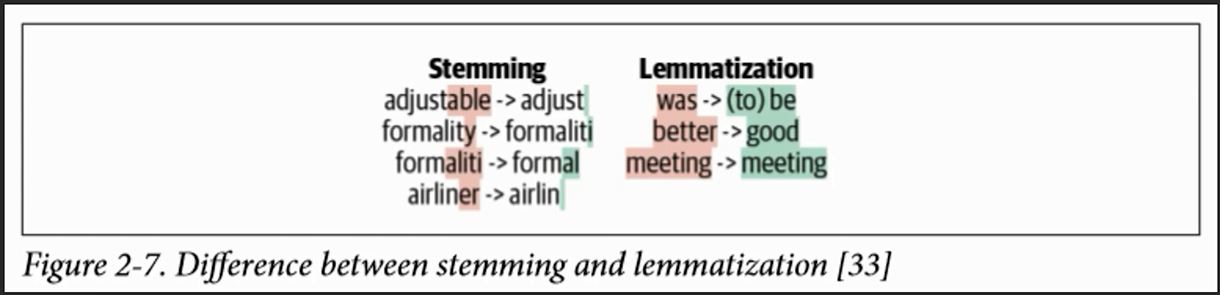 Stemming
adjustable -> adjust
formality -> formaliti
formaliti -> formal
airliner -> airlin
Lemmatization
was -> (to) be
better -> good
meeting -> meeting
Figure 2-7. Difference between stemming and lemmatization [33]